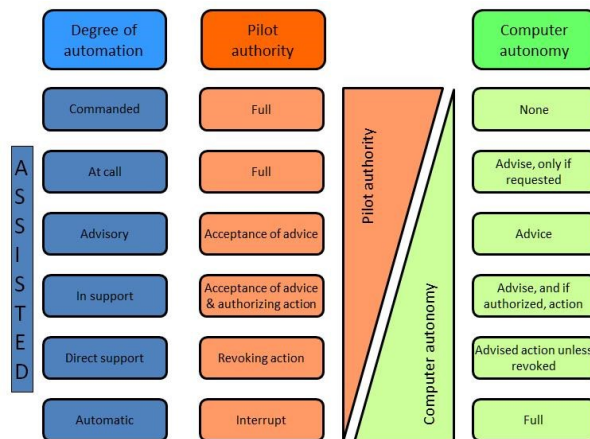 Degree of
automation
Pilot
authority
Computer
autonomy
Commanded
Full
None
ASSISTED
At call
Full
Advise, only if
requested
Advisory
Acceptance of advice
Advice
In support
Acceptance of advice
& authorizing action
Advise, and if
authorized, action
Direct support
Revoking action
Advised action unless
revoked
Automatic
Interrupt
Full
Pilot authority
Computer autonomy